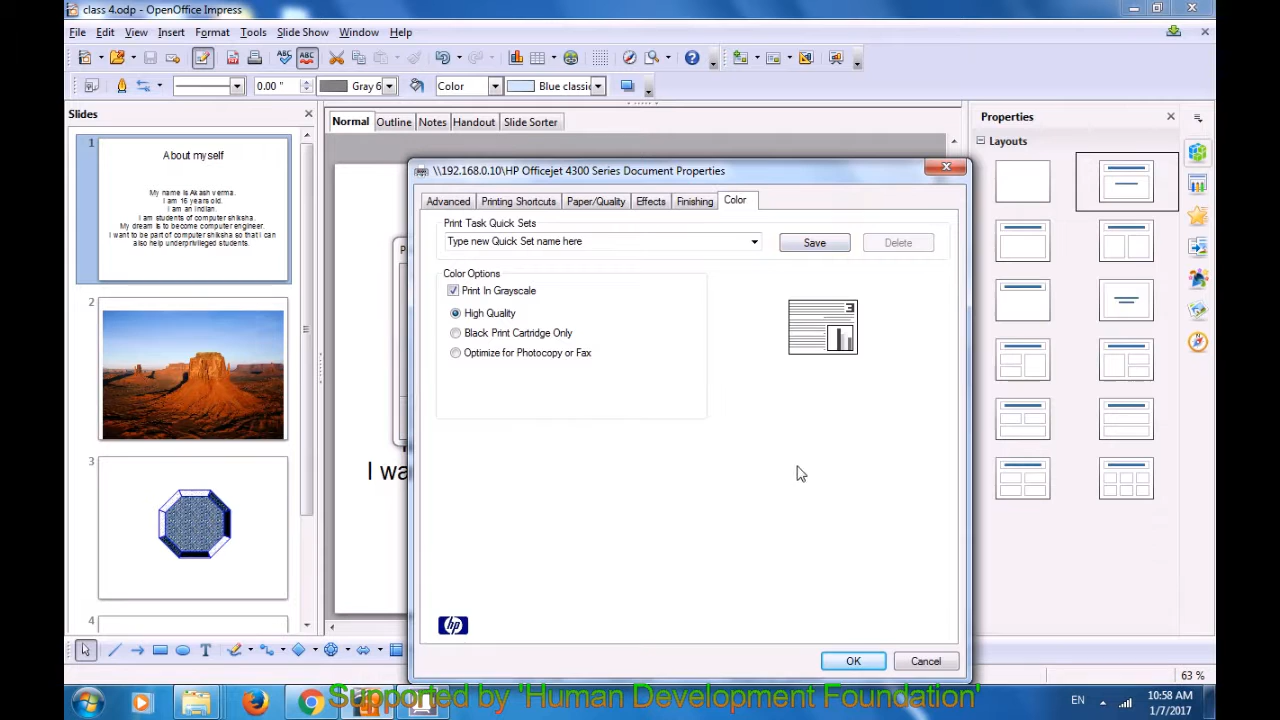 class 4.odp - OpenOffice Impress
File Edit View Insert Format Tools Slide Show Window Help
0.00 " Gray 6 Color Blue classic
Slides
Normal Outline Notes Handout Slide Sorter
Properties
Layouts
1
About myself
My name is Akash verma.
I am 16 years old.
I am an Indian.
I am students of computer shiksha.
My dream is to become computer engineer.
I want to be part of computer shiksha so that I can
also help underprivileged students.
2
3
4
I wa
\\192.168.0.10\HP Officejet 4300 Series Document Properties
Advanced Printing Shortcuts Paper/Quality Effects Finishing Color
Print Task Quick Sets
Type new Quick Set name here
Save Delete
Color Options
Print In Grayscale
High Quality
Black Print Cartridge Only
Optimize for Photocopy or Fax
3
hp
OK Cancel
63 %
EN
10:58 AM
1/7/2017
Supported by 'Human Development Foundation'